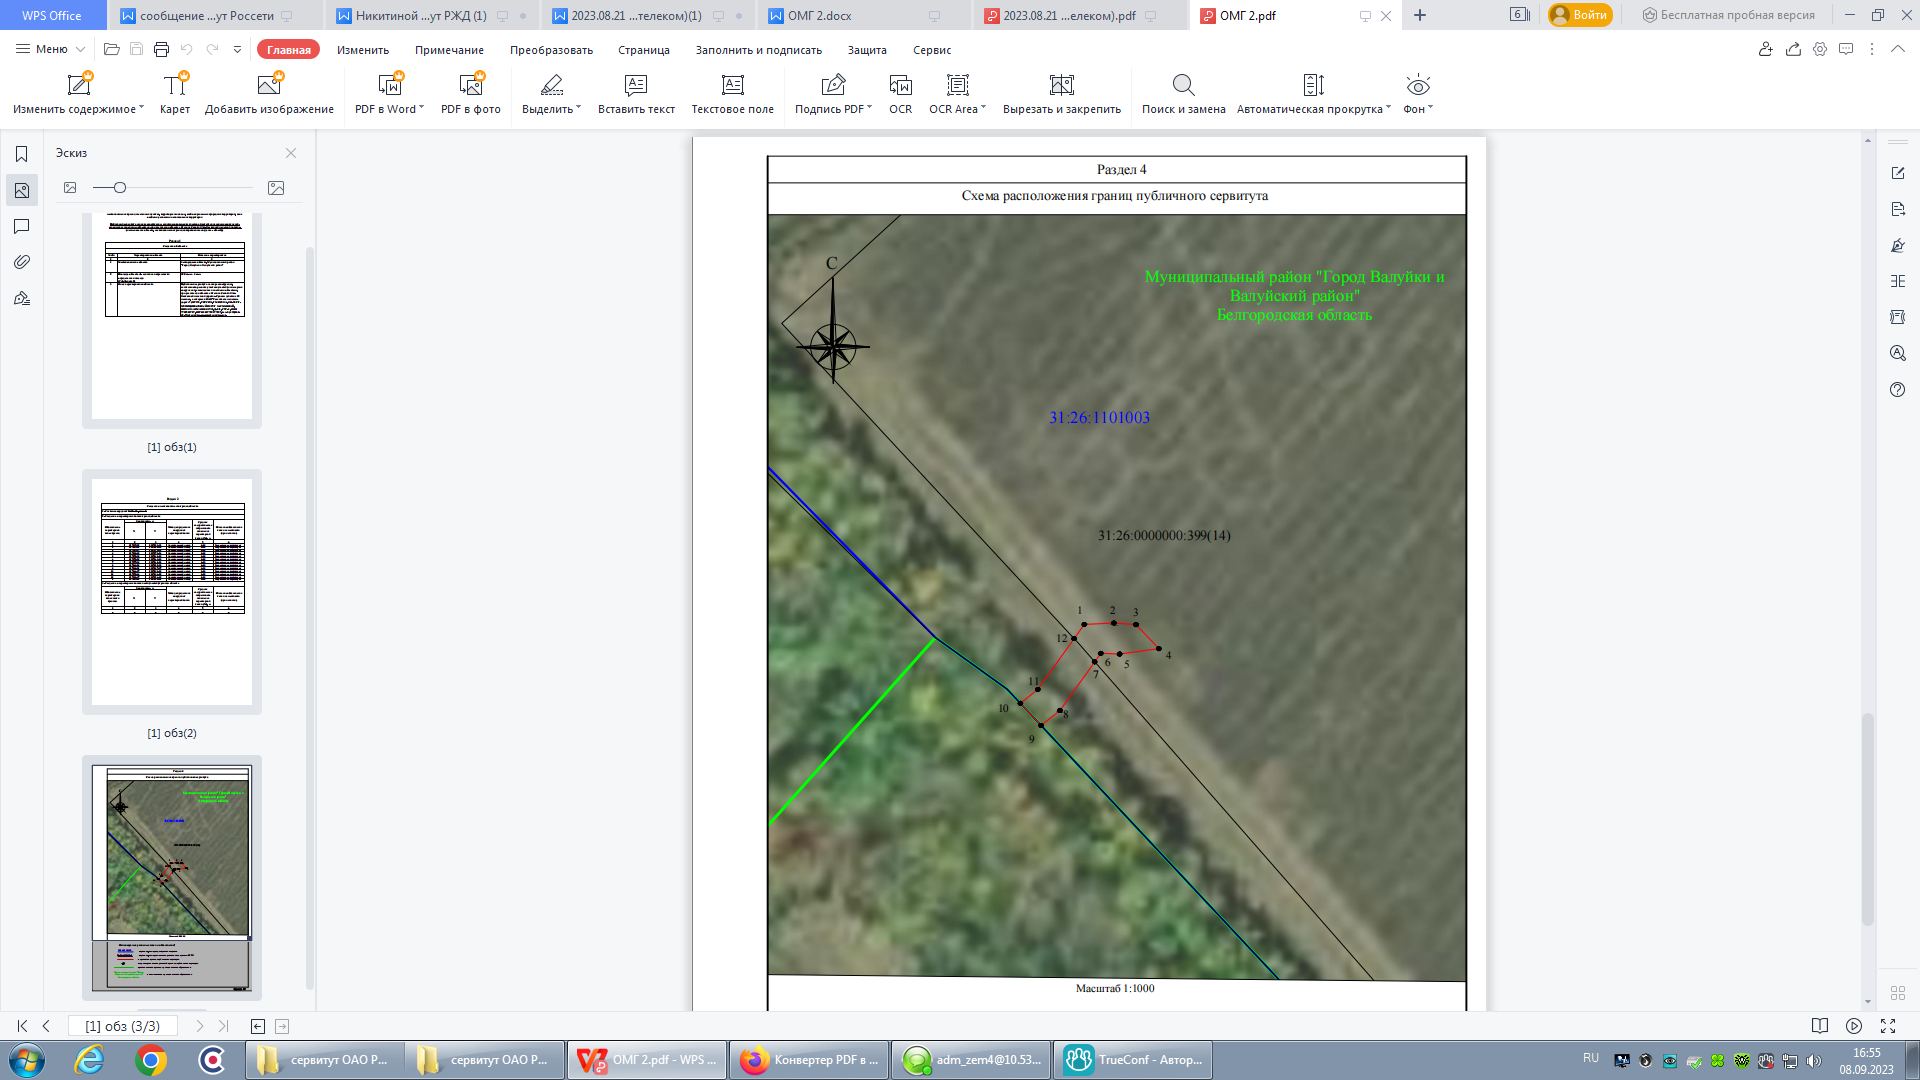 WPS Office
сообщение ...ут Россети
Никитиной ...ут РЖД (1)
2023.08.21 ...телеком)(1)
ОМГ 2.docx
2023.08.21 ...елеком).pdf
ОМГ 2.pdf
6
Войти
Бесплатная пробная версия
Меню
Главная
Изменить
Примечание
Преобразовать
Страница
Заполнить и подписать
Защита
Сервис
Изменить содержимое
Карет
Добавить изображение
PDF в Word
PDF в фото
Выделить
Вставить текст
Текстовое поле
Подпись PDF
OCR
OCR Area
Вырезать и закрепить
Поиск и замена
Автоматическая прокрутка
Фон
Эскиз
[1] обз(1)
[1] обз(2)
Раздел 4
Схема расположения границ публичного сервитута
С
Муниципальный район "Город Валуйки и
Валуйский район"
Белгородская область
31:26:1101003
31:26:0000000:399(14)
1
2
3
12
4
6
5
7
11
10
8
9
Масштаб 1:1000
[1] обз (3/3)
сервитут ОАО Р...
сервитут ОАО Р...
ОМГ 2.pdf - WPS ...
Конвертер PDF в ...
adm_zem4@10.53...
TrueConf - Автор...
RU
16:55
08.09.2023